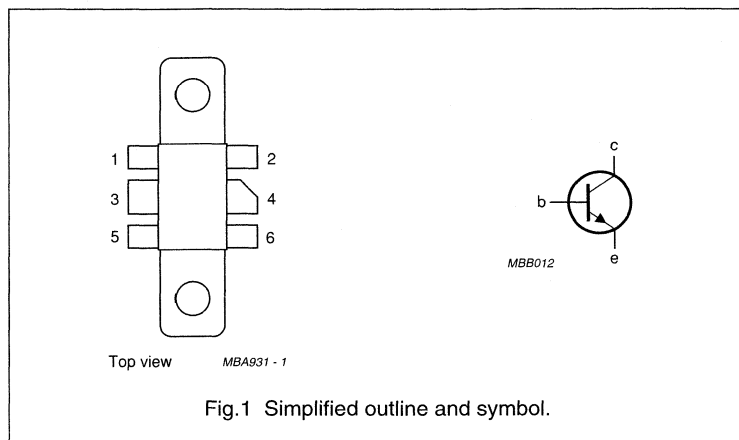 1
2
3
4
5
6
Top view
MBA931 - 1
c
b
e
MBB012
Fig.1 Simplified outline and symbol.